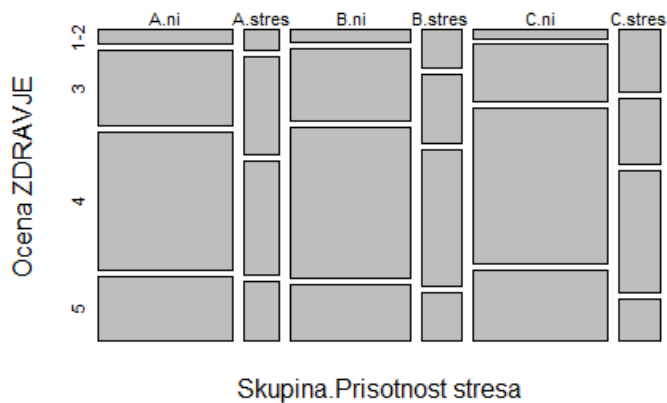 A.ni A.stres B.ni B.stres C.ni C.stres
1-2
3
4
5
Ocena ZDRAVJE
Skupina.Prisotnost stresa